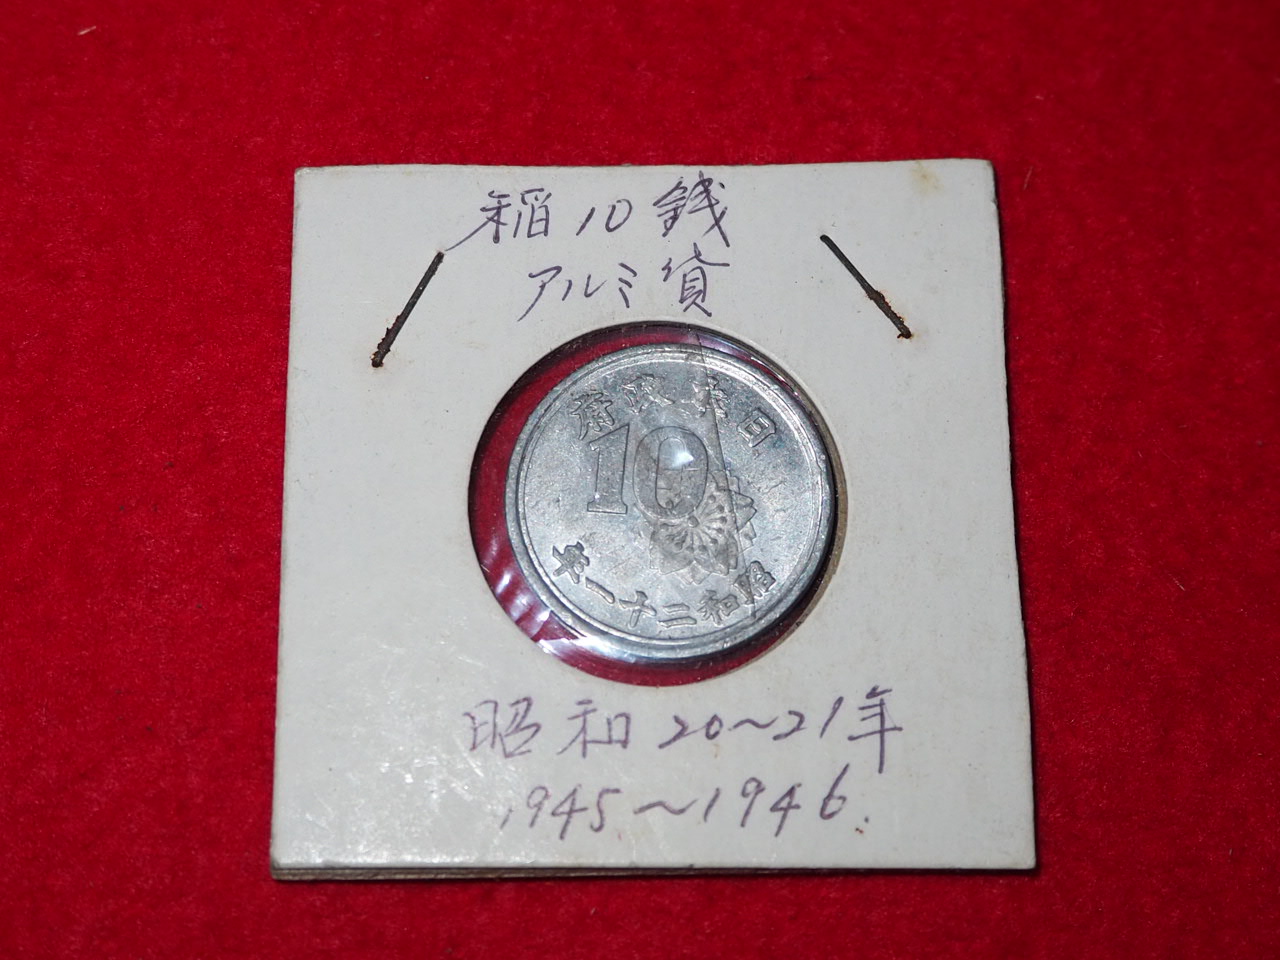 稲10銭
アルミ貨
日本政府
10
昭和二十一年
昭和20～21年
1945～1946.